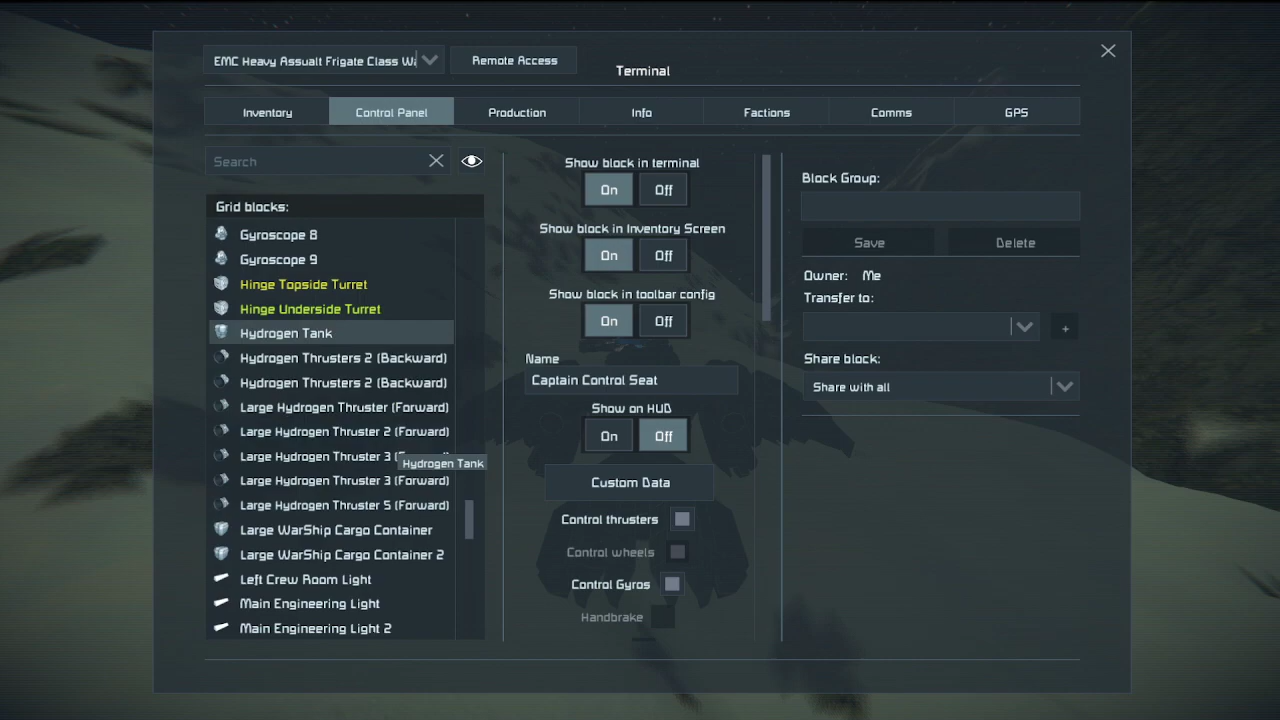 EMC Heavy Assualt Frigate Class Wa
Remote Access
Terminal
Inventory
Control Panel
Production
Info
Factions
Comms
GPS
Search
Grid blocks:
Gyroscope 8
Gyroscope 9
Hinge Topside Turret
Hinge Underside Turret
Hydrogen Tank
Hydrogen Thrusters 2 (Backward)
Hydrogen Thrusters 2 (Backward)
Large Hydrogen Thruster (Forward)
Large Hydrogen Thruster 2 (Forward)
Large Hydrogen Thruster 3
Hydrogen Tank
Large Hydrogen Thruster 3 (Forward)
Large Hydrogen Thruster 5 (Forward)
Large WarShip Cargo Container
Large WarShip Cargo Container 2
Left Crew Room Light
Main Engineering Light
Main Engineering Light 2
Show block in terminal
On Off
Show block in Inventory Screen
On Off
Show block in toolbar config
On Off
Name
Captain Control Seat
Show on HUD
On Off
Custom Data
Control thrusters
Control wheels
Control Gyros
Handbrake
Block Group:
Save Delete
Owner: Me
Transfer to:
+
Share block:
Share with all